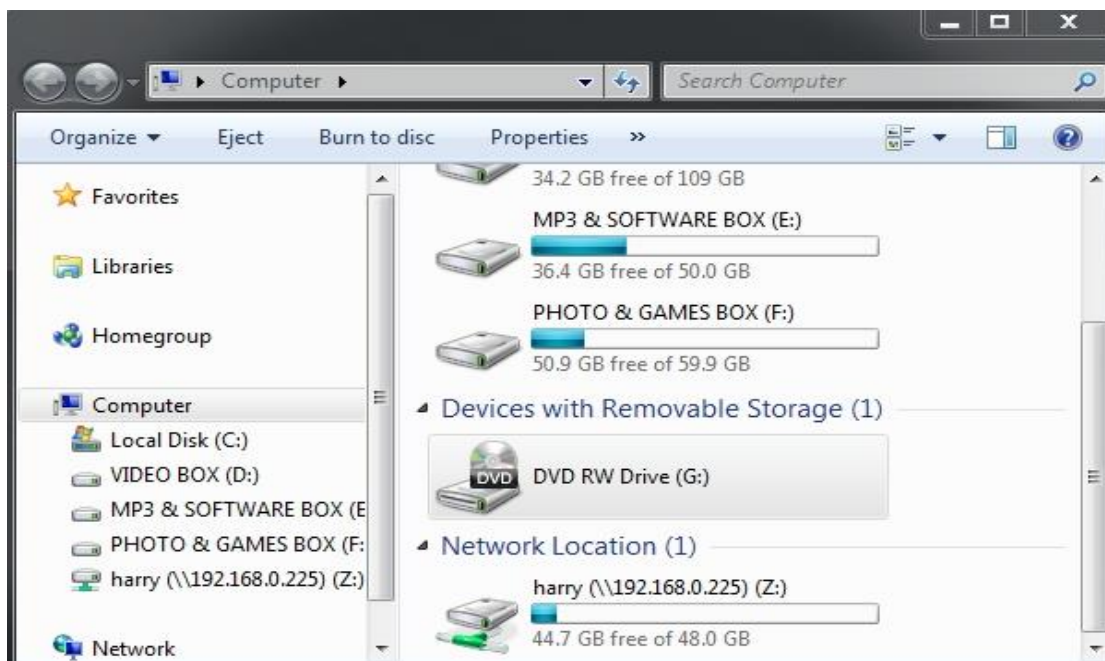 Computer
Search Computer
Organize Eject Burn to disc Properties »
Favorites
Libraries
Homegroup
Computer
Local Disk (C:)
VIDEO BOX (D:)
MP3 & SOFTWARE BOX (E
PHOTO & GAMES BOX (F:
harry (\\192.168.0.225) (Z:)
Network
34.2 GB free of 109 GB
MP3 & SOFTWARE BOX (E:)
36.4 GB free of 50.0 GB
PHOTO & GAMES BOX (F:)
50.9 GB free of 59.9 GB
Devices with Removable Storage (1)
DVD
DVD RW Drive (G:)
Network Location (1)
harry (\\192.168.0.225) (Z:)
44.7 GB free of 48.0 GB